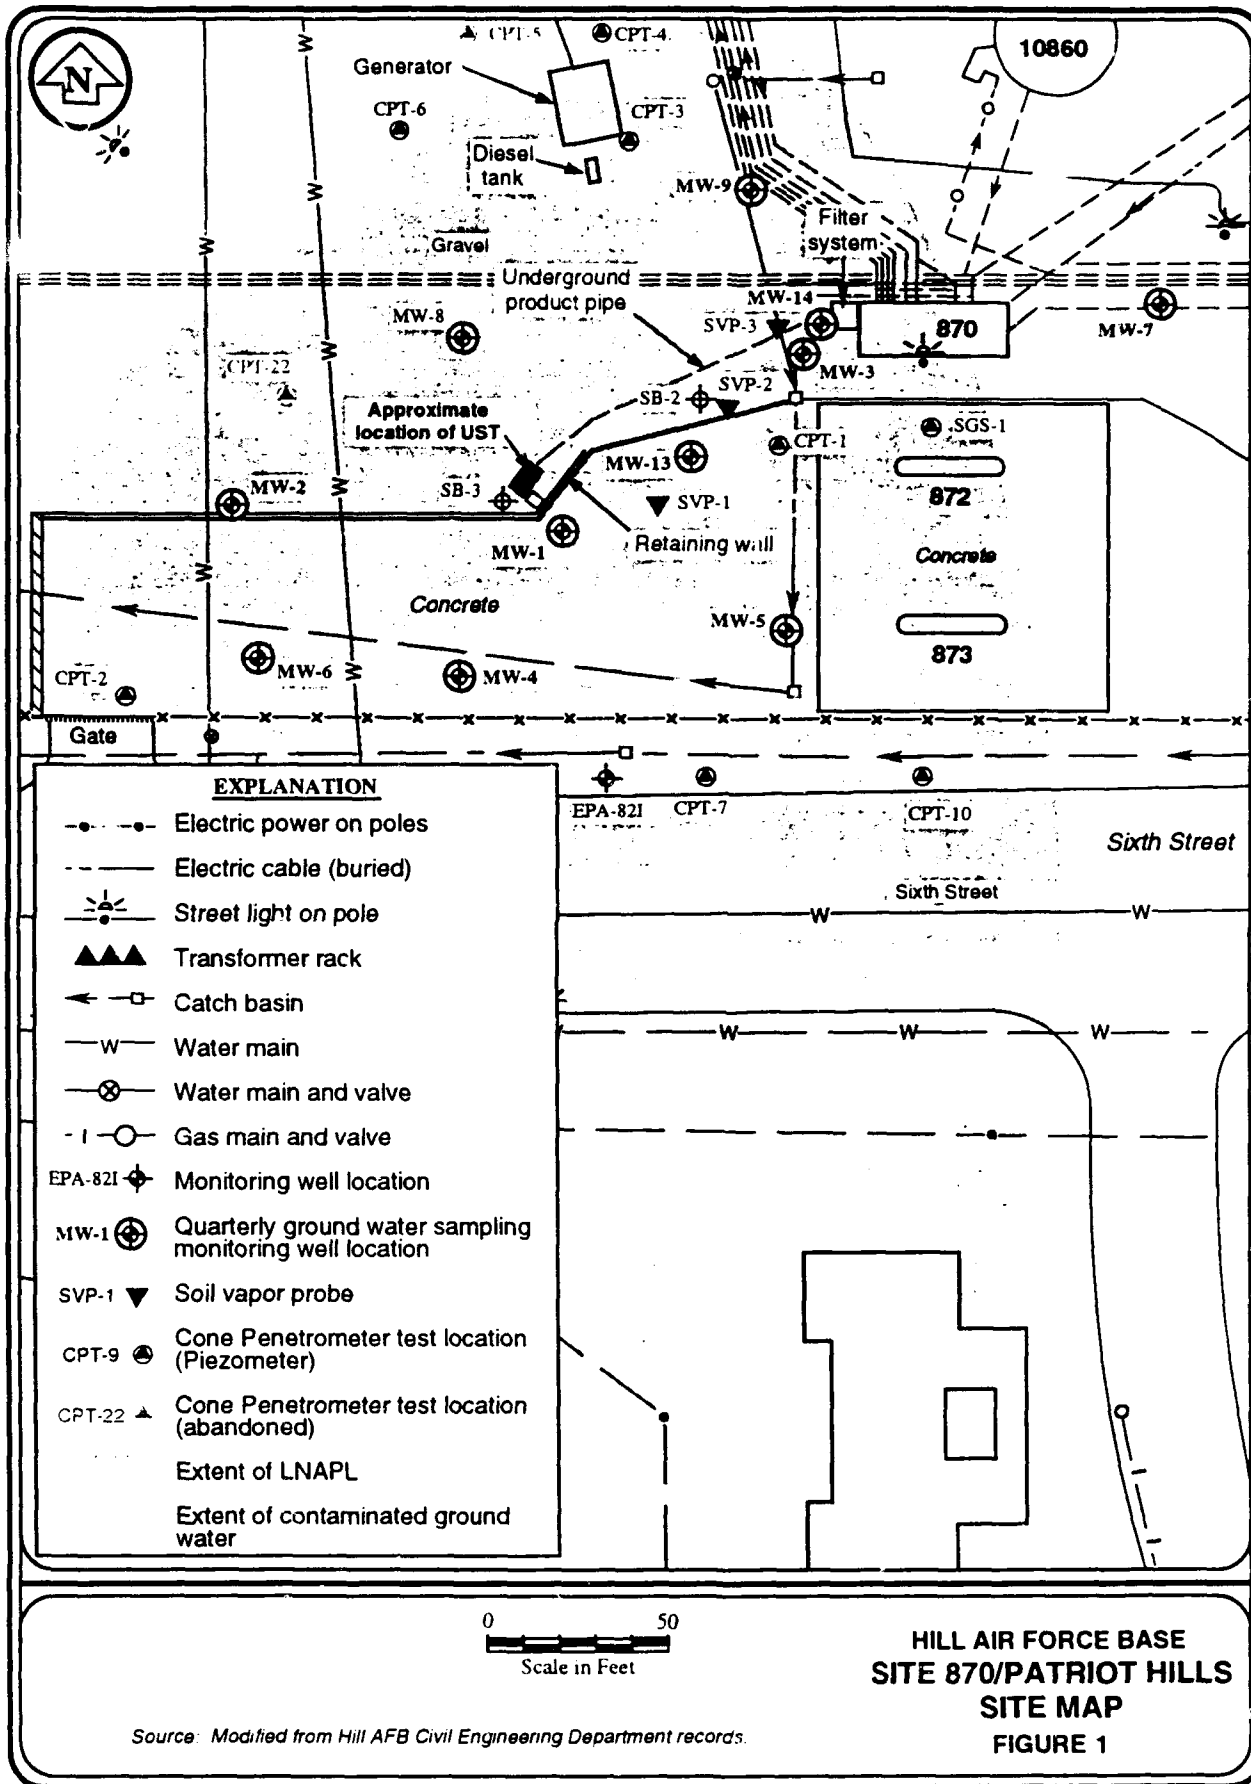 N
CPT-5
CPT-4
10860
Generator
CPT-6
CPT-3
Diesel
tank
MW-9
Filter
system
W
W
W
W
Gravel
Underground
product pipe
MW-14
MW-8
SVP-3
870
MW-7
W
CPT-22
MW-3
SB-2
SVP-2
Approximate
location of UST
CPT-1
SGS-1
MW-13
872
MW-2
W
SB-3
SVP-1
MW-1
Retaining wall
Concrete
W
Concrete
MW-5
873
MW-6
W
MW-4
CPT-2
Gate
EPA-82I
CPT-7
CPT-10
Sixth Street
Sixth Street
W
W
W
W
W
EXPLANATION
Electric power on poles
Electric cable (buried)
Street light on pole
Transformer rack
Catch basin
W Water main
Water main and valve
Gas main and valve
EPA-82I Monitoring well location
MW-1 Quarterly ground water sampling
monitoring well location
SVP-1 Soil vapor probe
CPT-9 Cone Penetrometer test location
(Piezometer)
CPT-22 Cone Penetrometer test location
(abandoned)
Extent of LNAPL
Extent of contaminated ground
water
0 50
Scale in Feet
HILL AIR FORCE BASE
SITE 870/PATRIOT HILLS
SITE MAP
FIGURE 1
Source: Modified from Hill AFB Civil Engineering Department records.